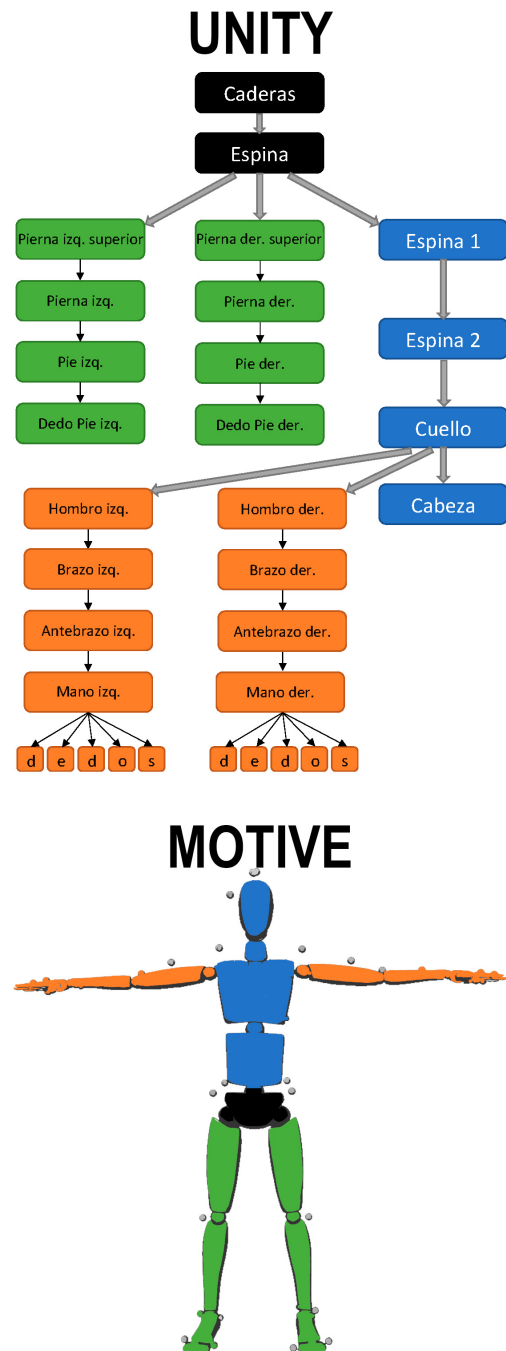 UNITY
Caderas
Espina
Pierna izq. superior
Pierna der. superior
Espina 1
Pierna izq.
Pierna der.
Espina 2
Pie izq.
Pie der.
Dedo Pie izq.
Dedo Pie der.
Cuello
Hombro izq.
Hombro der.
Cabeza
Brazo izq.
Brazo der.
Antebrazo izq.
Antebrazo der.
Mano izq.
Mano der.
d e d o s
d e d o s
MOTIVE